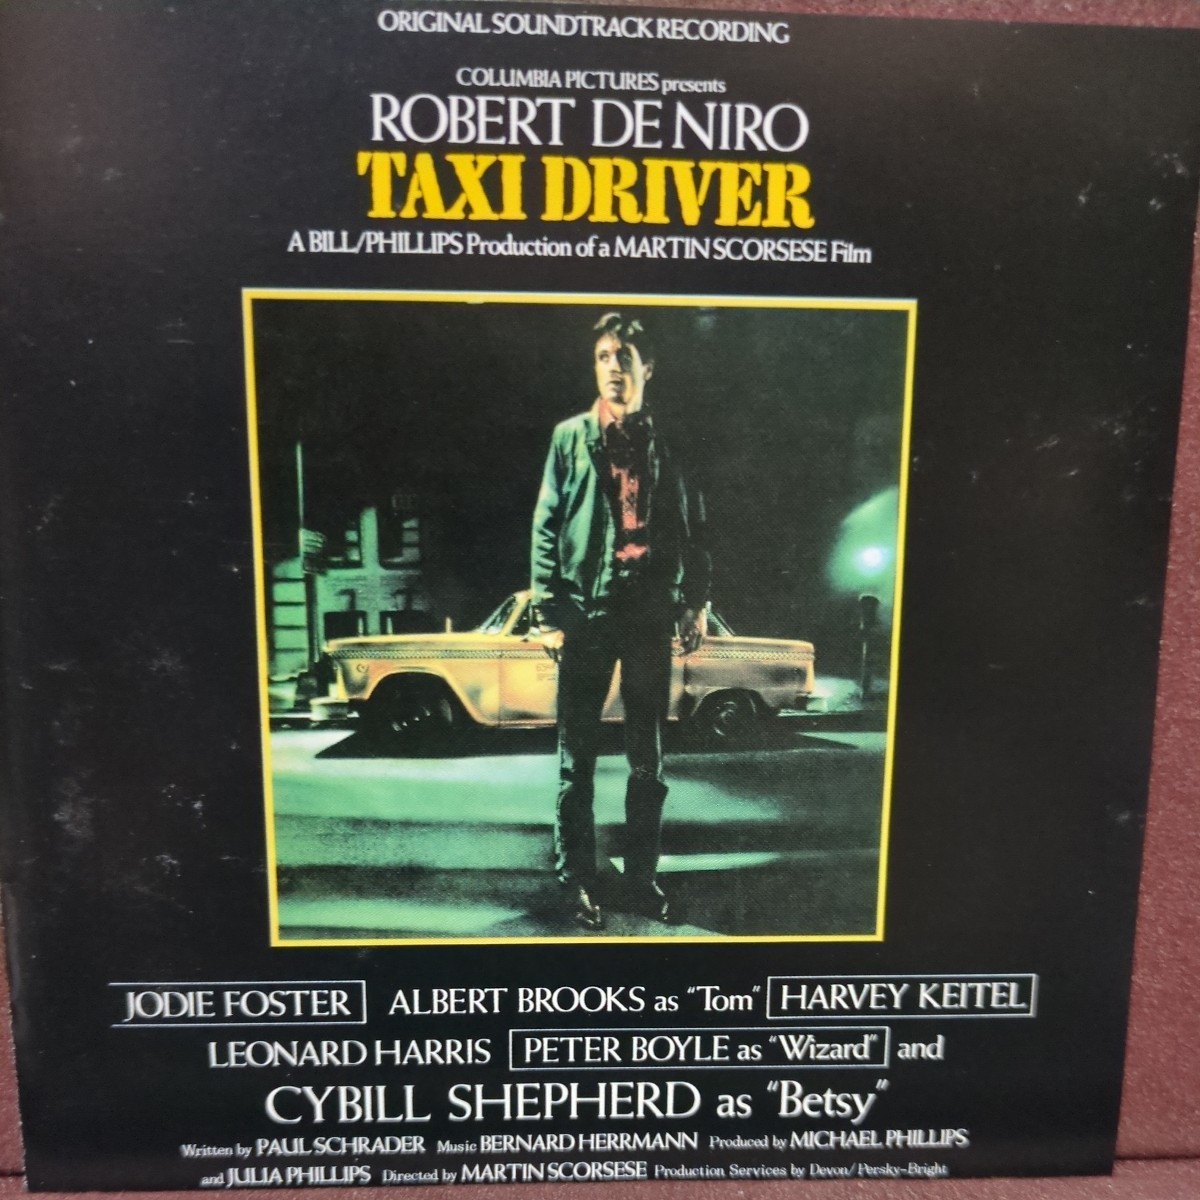 ORIGINAL SOUNDTRACK RECORDING
COLUMBIA PICTURES presents
ROBERT DE NIRO
TAXI DRIVER
A BILL/PHILLIPS Production of a MARTIN SCORSESE Film
JODIE FOSTER ALBERT BROOKS as "Tom" HARVEY KEITEL
LEONARD HARRIS PETER BOYLE as "Wizard" and
CYBILL SHEPHERD as "Betsy"
Written by PAUL SCHRADER Music BERNARD HERRMANN Produced by MICHAEL PHILLIPS
and JULIA PHILLIPS Directed by MARTIN SCORSESE Production Services by Devon/Persky-Bright